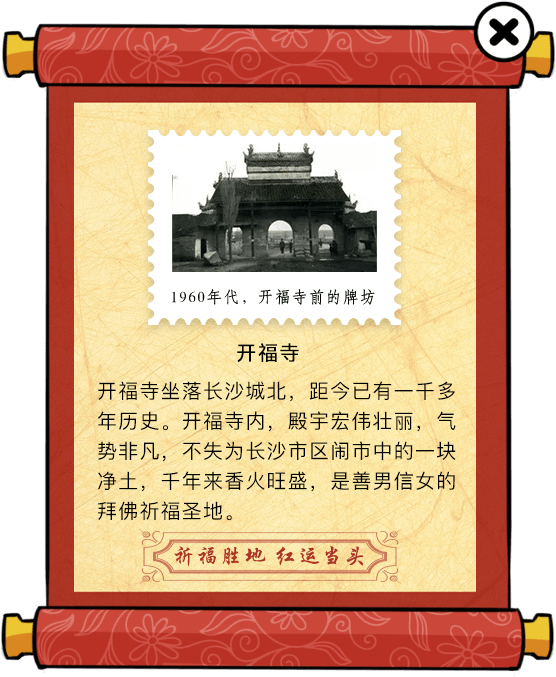 1960年代，开福寺前的牌坊
开福寺
开福寺坐落长沙城北，距今已有一千多
年历史。开福寺内，殿宇宏伟壮丽，气
势非凡，不失为长沙市区闹市中的一块
净土，千年来香火旺盛，是善男信女的
拜佛祈福圣地。
祈福胜地 红运当头